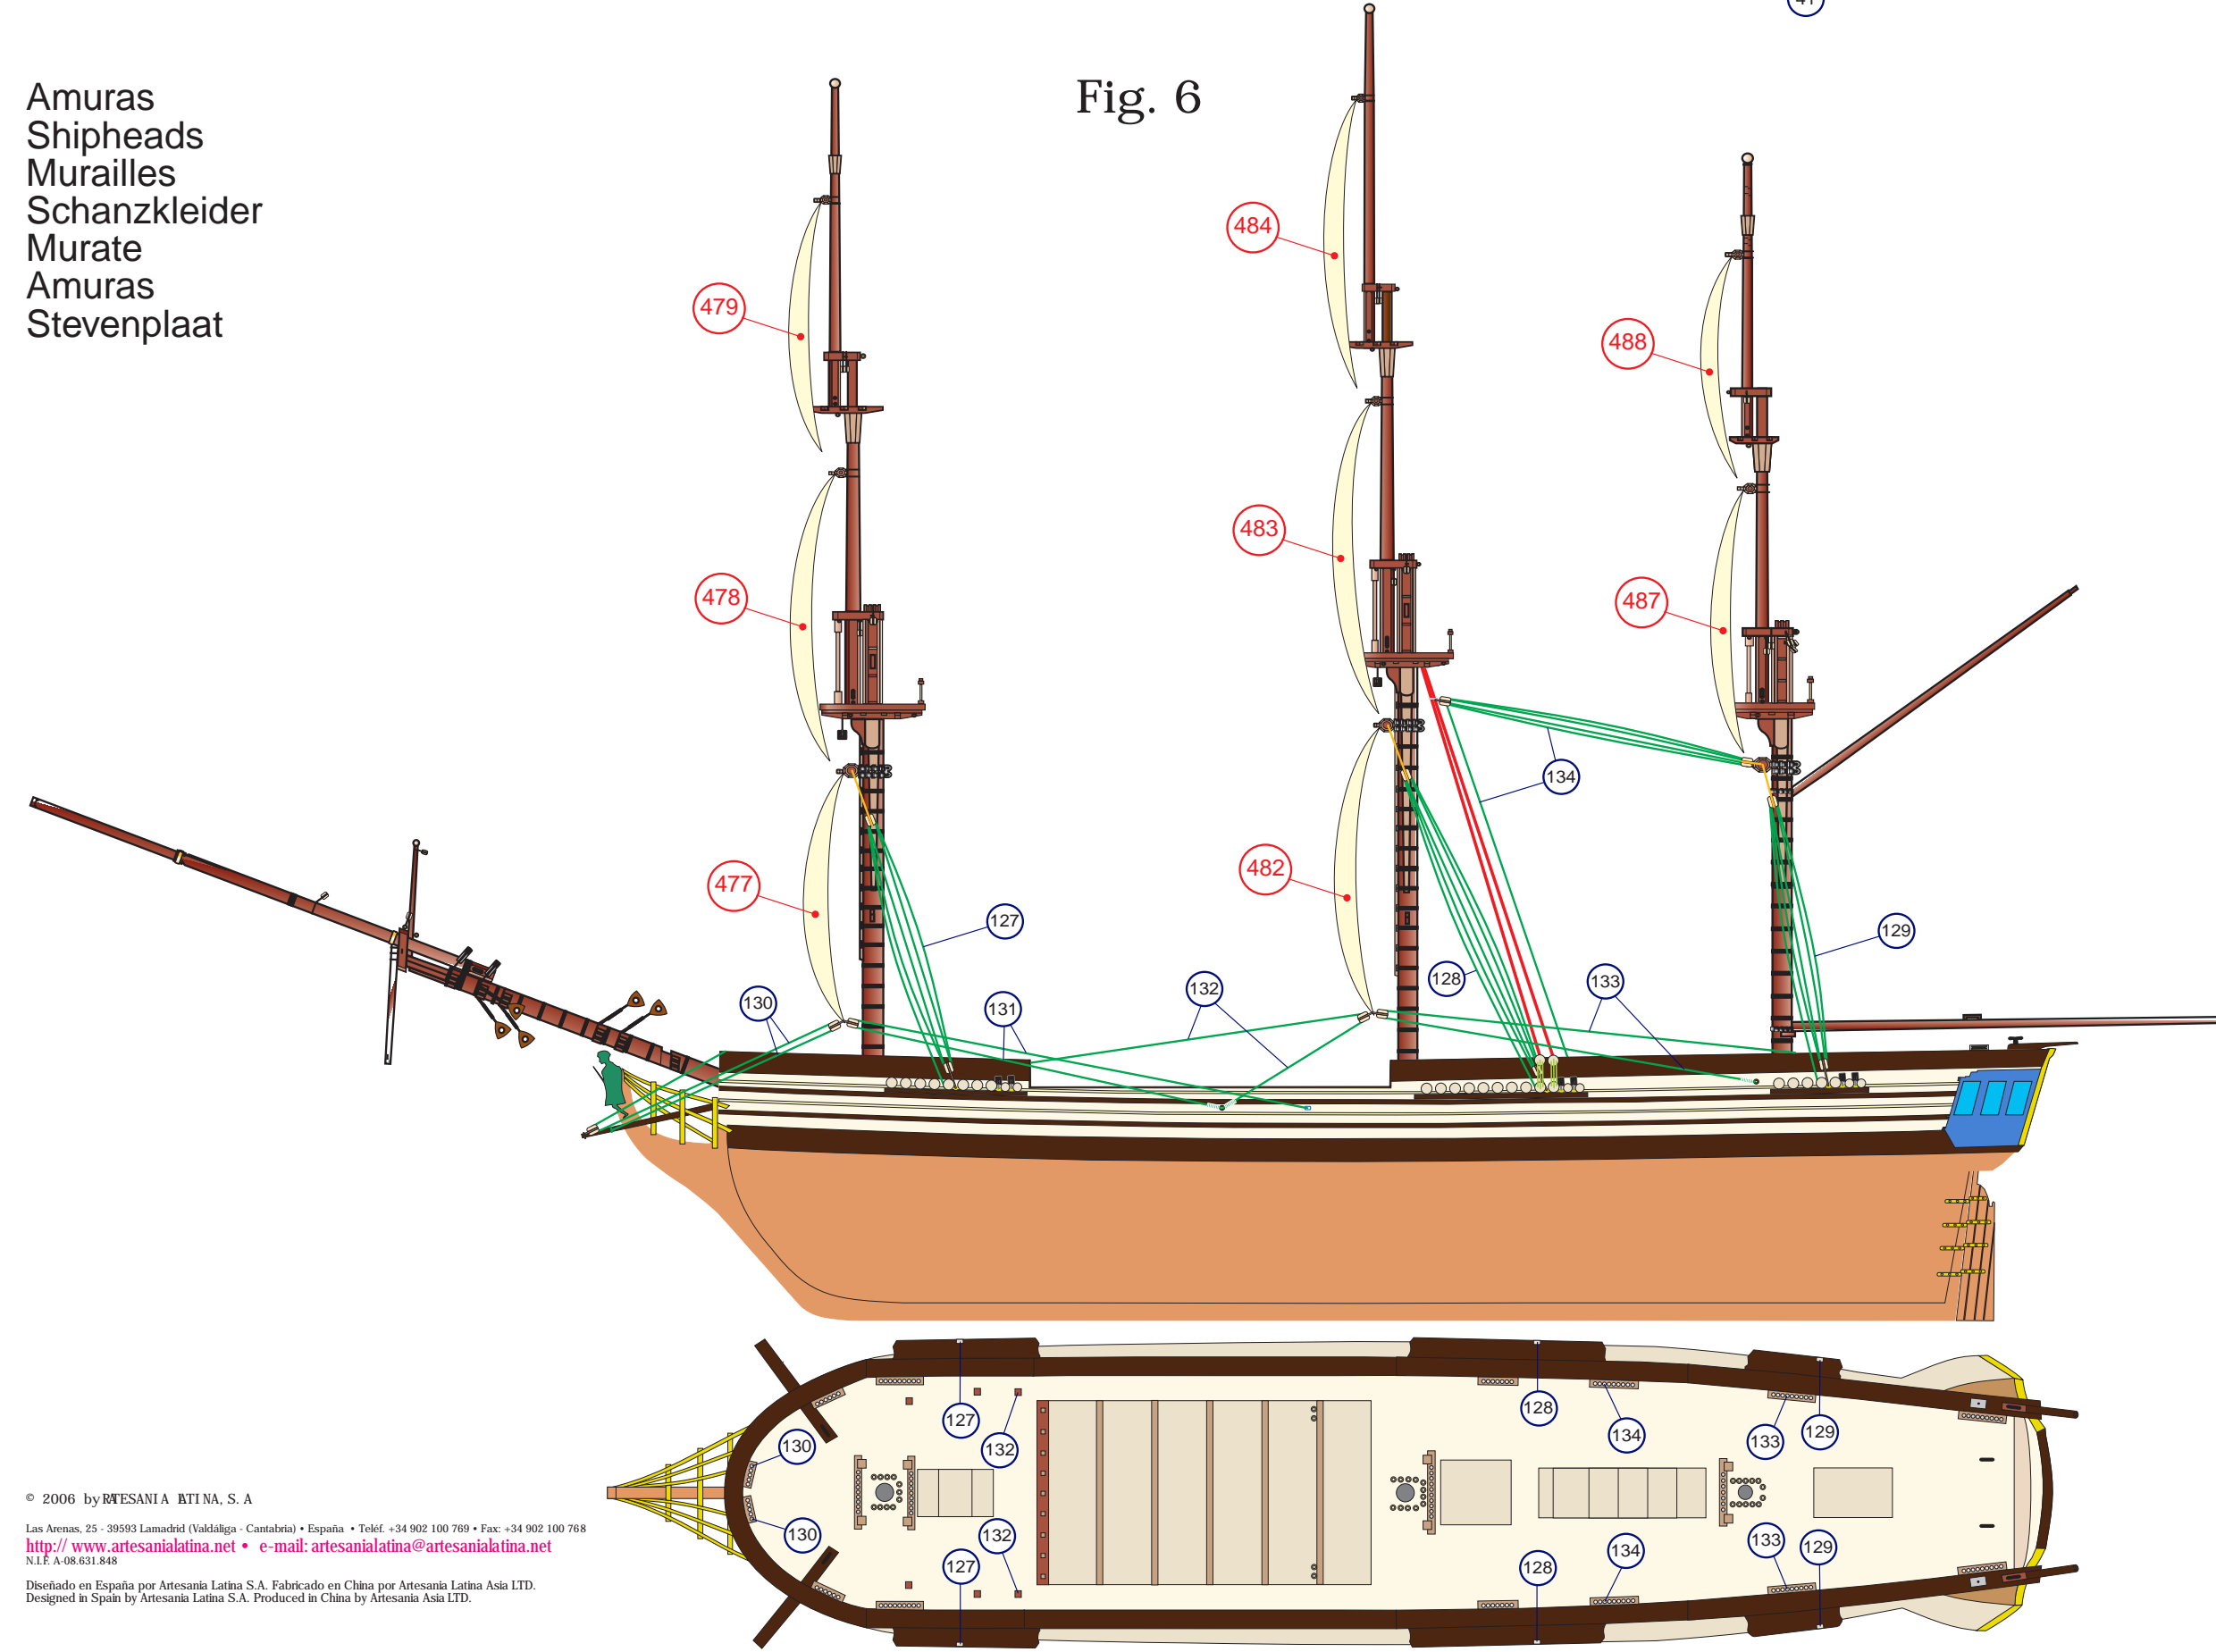 Fig. 6
Amuras
Shipheads
Murailles
Schanzkleider
Murate
Amuras
Stevenplaat
484
479
488
483
478
487
134
482
477
127
129
128
133
132
130
131
127
132
130
128
134
133
129
130
132
127
128
134
133
129
© 2006 by
Las Arenas, 25 - 39593 Lamadrid (Valdáliga - Cantabria) • España • Teléf. +34 902 100 769 • Fax: +34 902 100 768
http:// www.artesanialatina.net • e-mail: artesanialatina@artesanialatina.net
N.I.F. A-08.631.848
Diseñado en España por Artesania Latina S.A. Fabricado en China por Artesania Latina Asia LTD.
Designed in Spain by Artesania Latina S.A. Produced in China by Artesania Asia LTD.